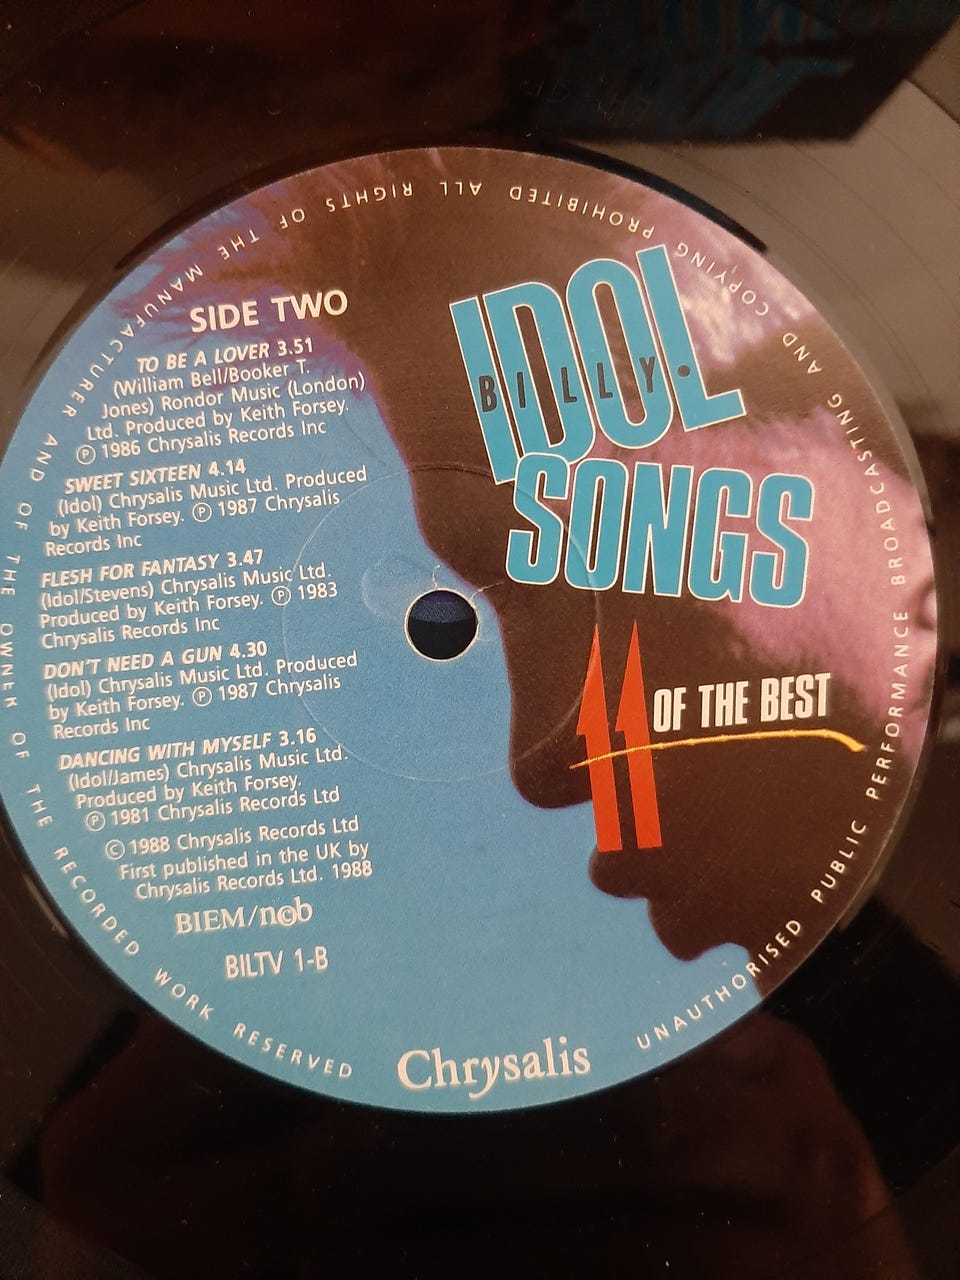 SIDE TWO
TO BE A LOVER 3.51
(William Bell/Booker T.
Jones) Rondor Music (London)
Ltd. Produced by Keith Forsey.
Ⓟ 1986 Chrysalis Records Inc
SWEET SIXTEEN 4.14
(Idol) Chrysalis Music Ltd. Produced
by Keith Forsey. Ⓟ 1987 Chrysalis
Records Inc
FLESH FOR FANTASY 3.47
(Idol/Stevens) Chrysalis Music Ltd.
Produced by Keith Forsey. Ⓟ 1983
Chrysalis Records Inc
DON'T NEED A GUN 4.30
(Idol) Chrysalis Music Ltd. Produced
by Keith Forsey. Ⓟ 1987 Chrysalis
Records Inc
DANCING WITH MYSELF 3.16
(Idol/James) Chrysalis Music Ltd.
Produced by Keith Forsey.
Ⓟ 1981 Chrysalis Records Ltd
© 1988 Chrysalis Records Ltd
First published in the UK by
Chrysalis Records Ltd. 1988
BIEM/ncb
BILTV 1-B
IDOL
BILLY.
SONGS
11 OF THE BEST
Chrysalis
ALL RIGHTS OF THE MANUFACTURER AND OF THE OWNER OF THE RECORDED WORK RESERVED
UNAUTHORISED PUBLIC PERFORMANCE BROADCASTING AND COPYING PROHIBITED